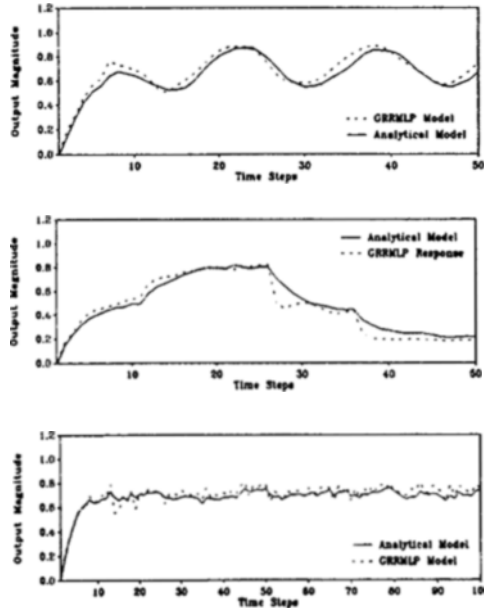 1.2
1.0
0.8
0.6
0.4
0.2
0.0
Output Magnitude
GRRMLP Model
Analytical Model
10 20 30 40 50
Time Steps
1.2
1.0
0.8
0.6
0.4
0.2
0.0
Output Magnitude
Analytical Model
GRRMLP Response
10 20 30 40 50
Time Steps
1.2
1.0
0.8
0.6
0.4
0.2
0.0
Output Magnitude
Analytical Model
GRRMLP Model
10 20 30 40 50 60 70 80 90 100
Time Steps